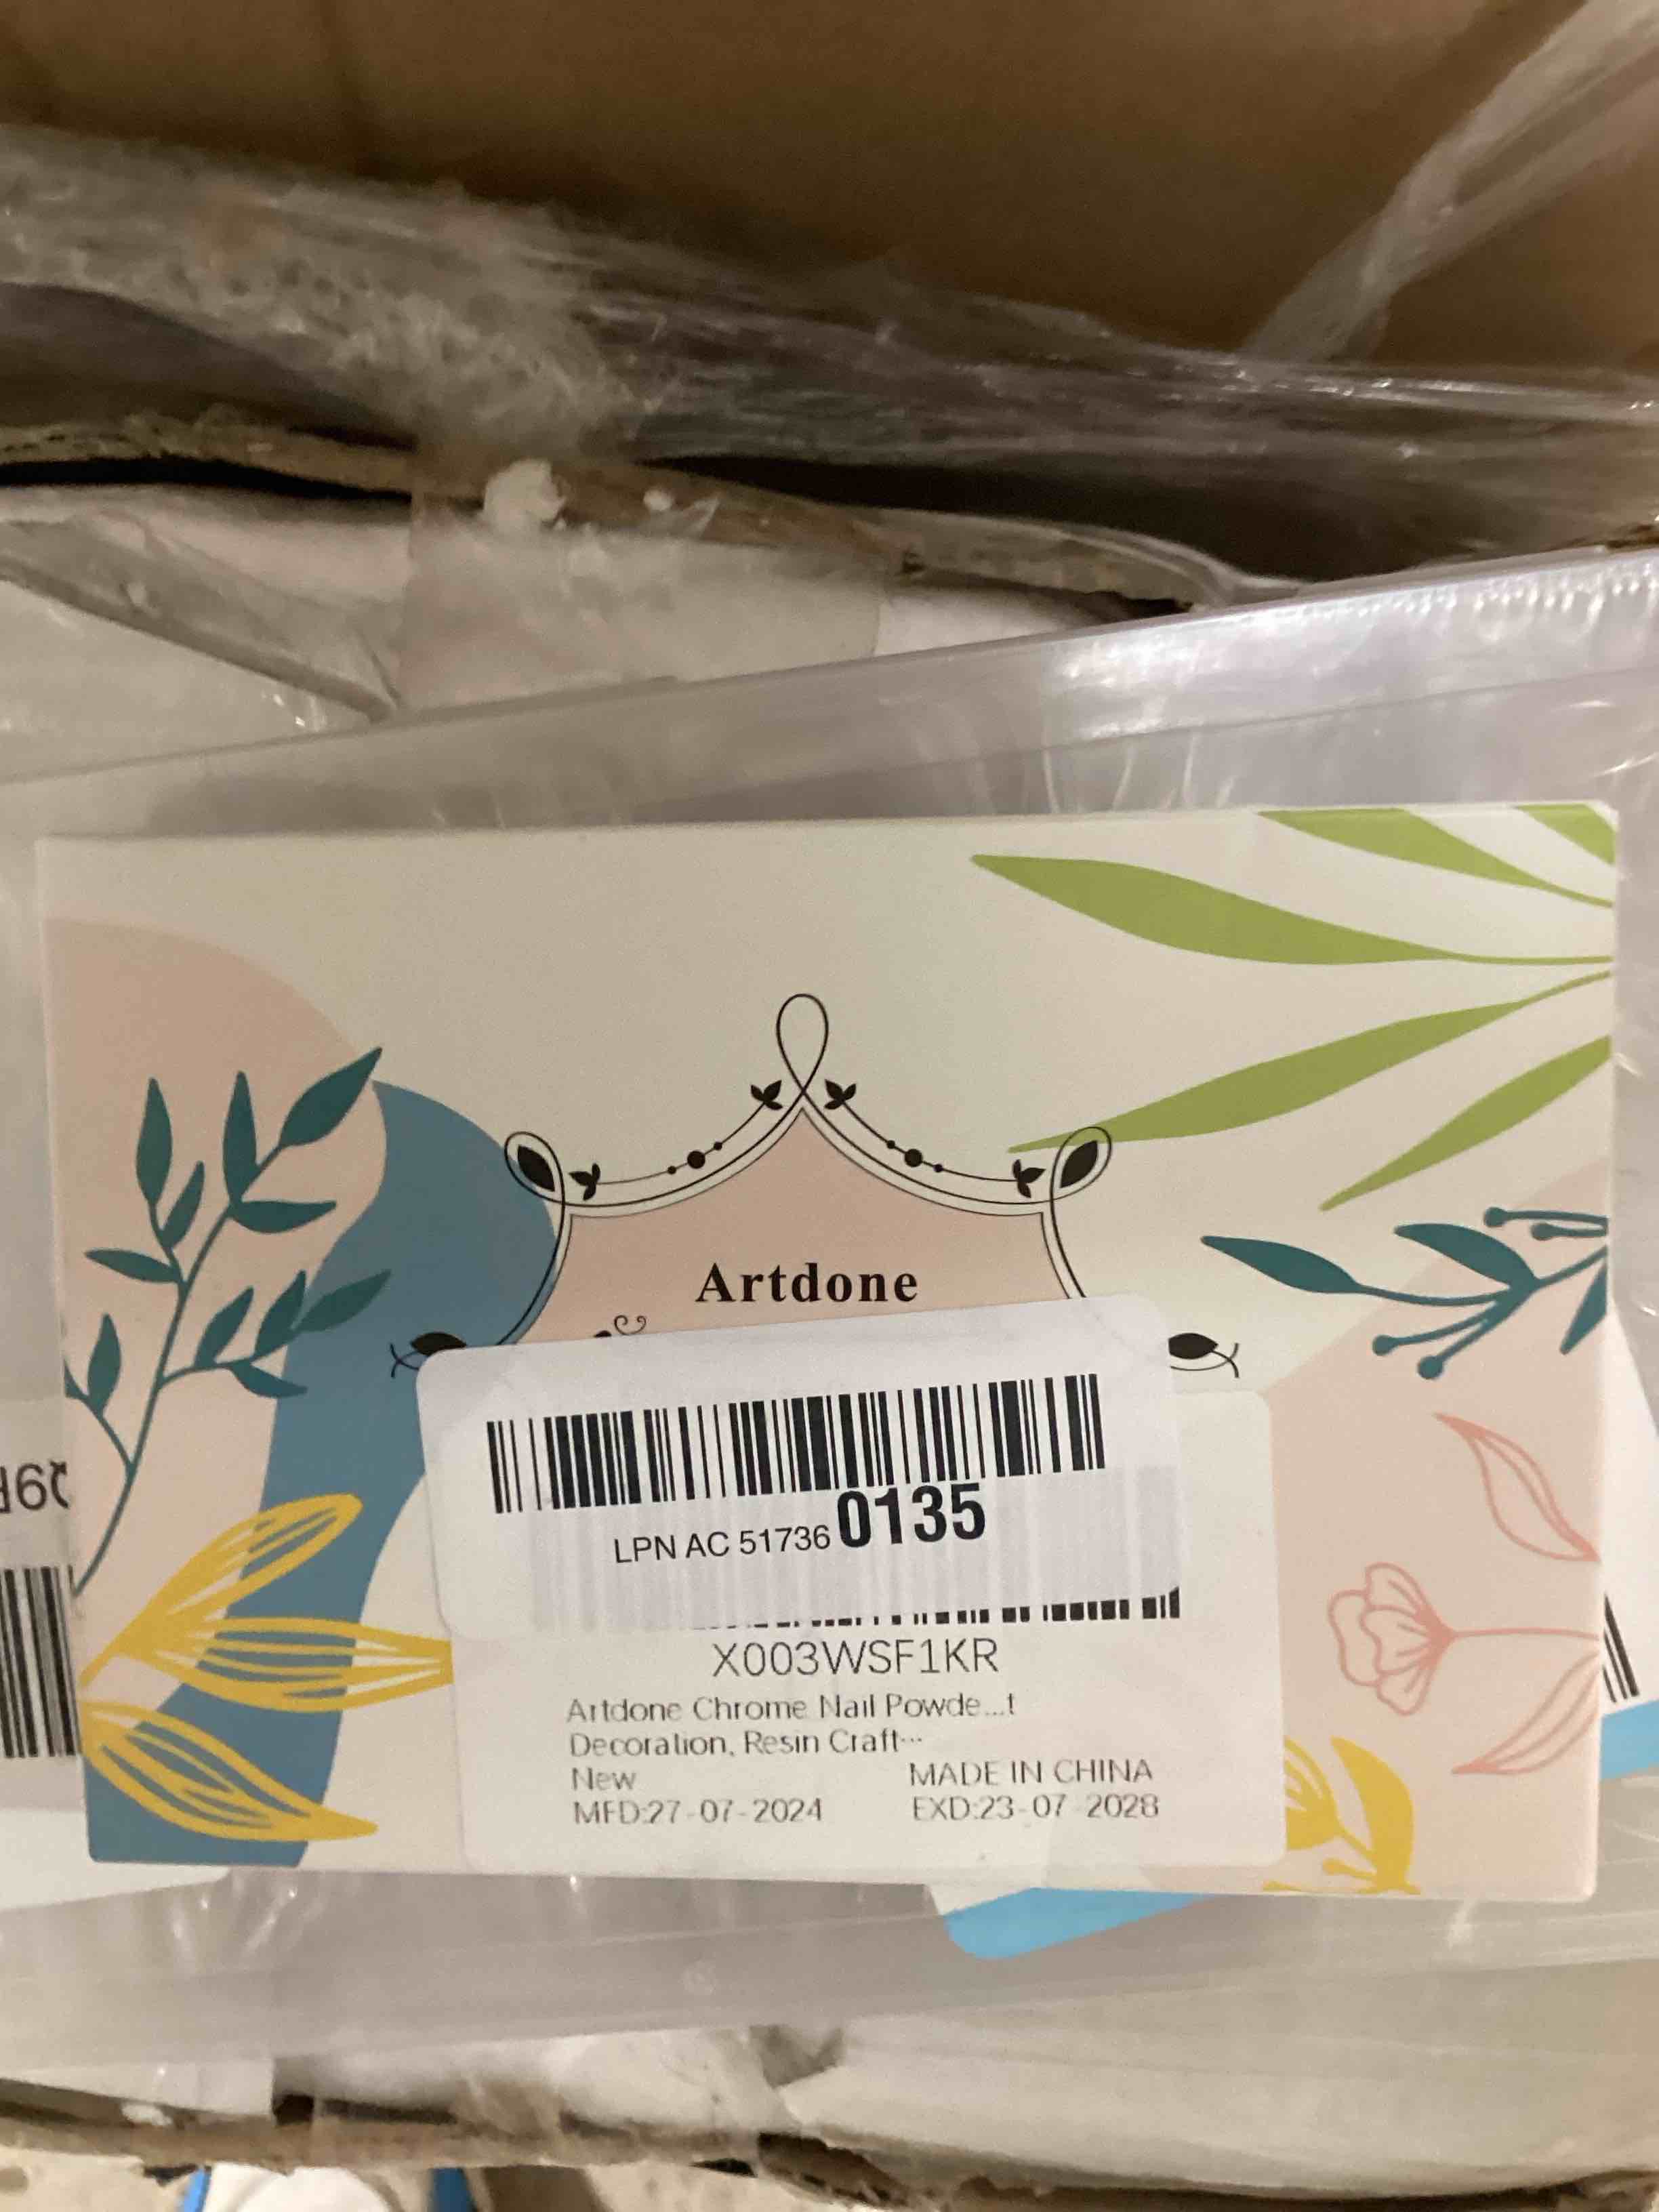 Artdone
LPN AC 51736 0135
X003WSF1KR
Artdone Chrome Nail Powde...t
Decoration, Resin Craft...
New MADE IN CHINA
MFD:27-07-2024 EXD:23-07-2028